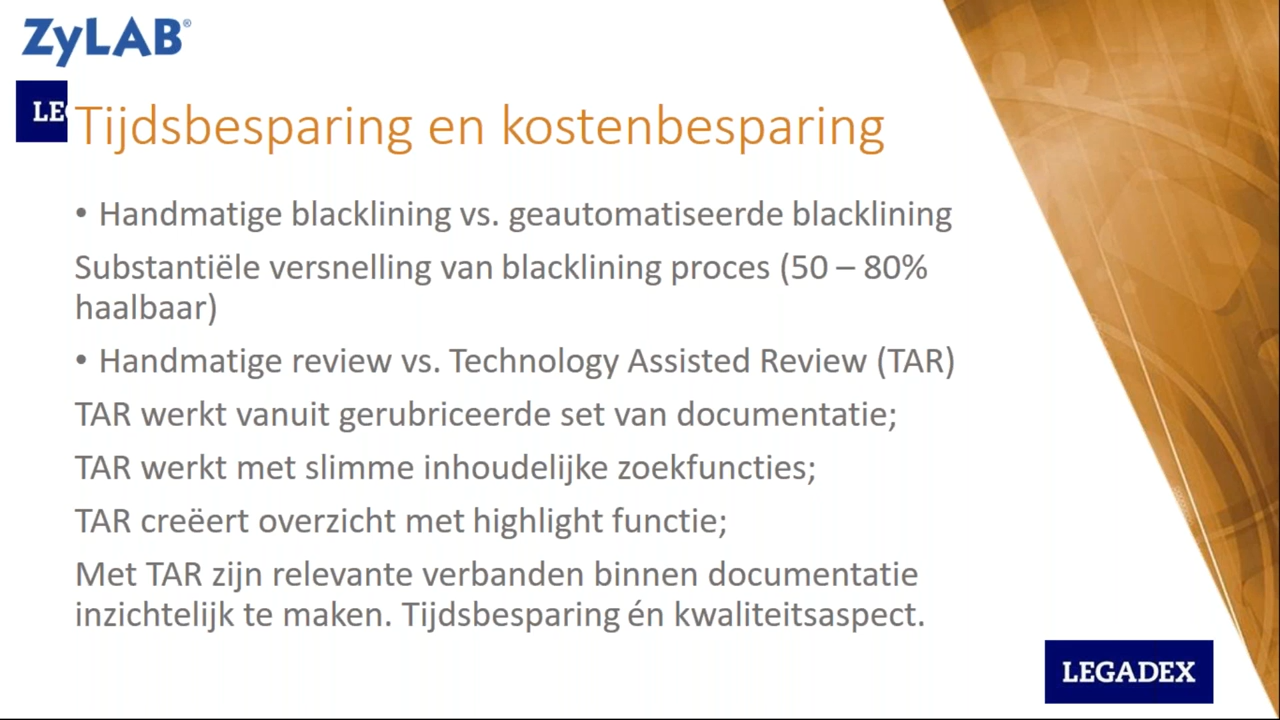 ZyLAB®
LE
Tijdsbesparing en kostenbesparing
• Handmatige blacklining vs. geautomatiseerde blacklining
Substantiële versnelling van blacklining proces (50 – 80%
haalbaar)
• Handmatige review vs. Technology Assisted Review (TAR)
TAR werkt vanuit gerubriceerde set van documentatie;
TAR werkt met slimme inhoudelijke zoekfuncties;
TAR creëert overzicht met highlight functie;
Met TAR zijn relevante verbanden binnen documentatie
inzichtelijk te maken. Tijdsbesparing én kwaliteitsaspect.
LEGADEX